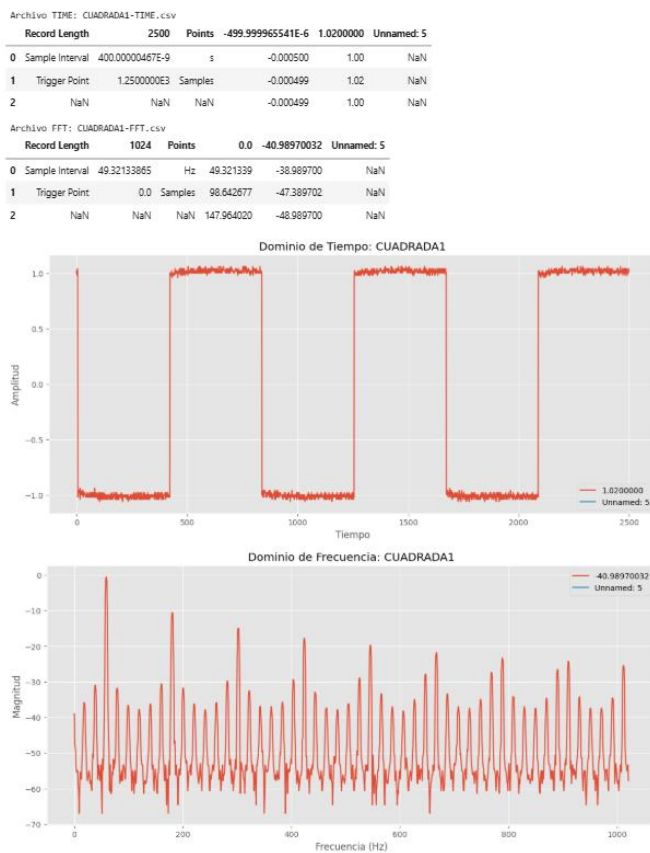 Archivo TIME: CUADRADA1-TIME.csv
Record Length 2500 Points -499.999965541E-6 1.0200000 Unnamed: 5
0 Sample Interval 400.00000467E-9 s -0.000500 1.00 NaN
1 Trigger Point 1.2500000E3 Samples -0.000499 1.02 NaN
2 NaN NaN NaN -0.000499 1.00 NaN
Archivo FFT: CUADRADA1-FFT.csv
Record Length 1024 Points 0.0 -40.98970032 Unnamed: 5
0 Sample Interval 49.32133865 Hz 49.321339 -38.989700 NaN
1 Trigger Point 0.0 Samples 98.642677 -47.389702 NaN
2 NaN NaN NaN 147.964020 -48.989700 NaN
Dominio de Tiempo: CUADRADA1
Amplitud
1.0
0.5
0.0
−0.5
−1.0
1.0200000
Unnamed: 5
0 500 1000 1500 2000 2500
Tiempo
Dominio de Frecuencia: CUADRADA1
Magnitud
0
−10
−20
−30
−40
−50
−60
−70
-40.98970032
Unnamed: 5
0 200 400 600 800 1000
Frecuencia (Hz)